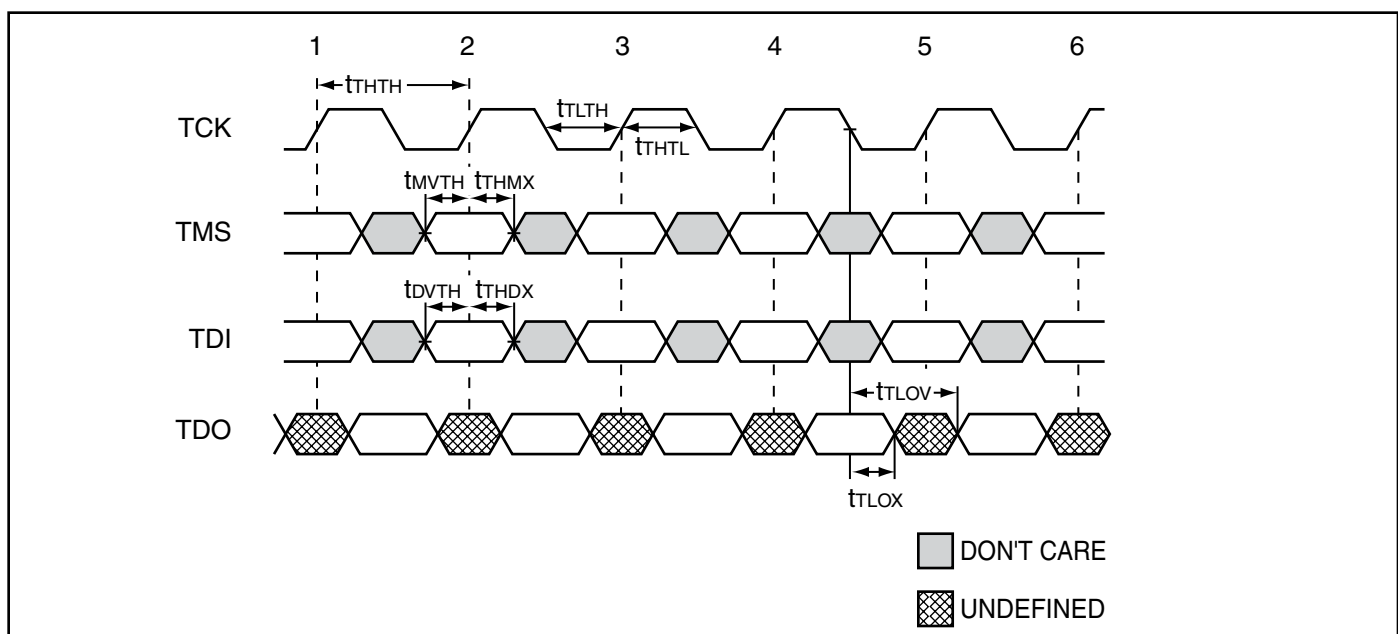 1 2 3 4 5 6
tTHTH
tTLTH
TCK
tTHTL
tMVTH tTHMX
TMS
tDVTH tTHDX
TDI
tTLOV
TDO
tTLOX
DON'T CARE
UNDEFINED